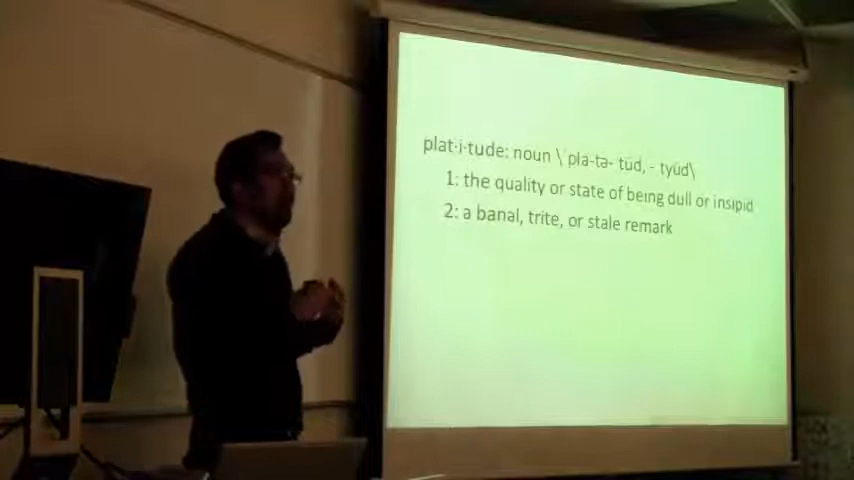 plat·i·tude: noun \ˈpla-tə-ˌtüd, -ˌtyüd\
1: the quality or state of being dull or insipid
2: a banal, trite, or stale remark